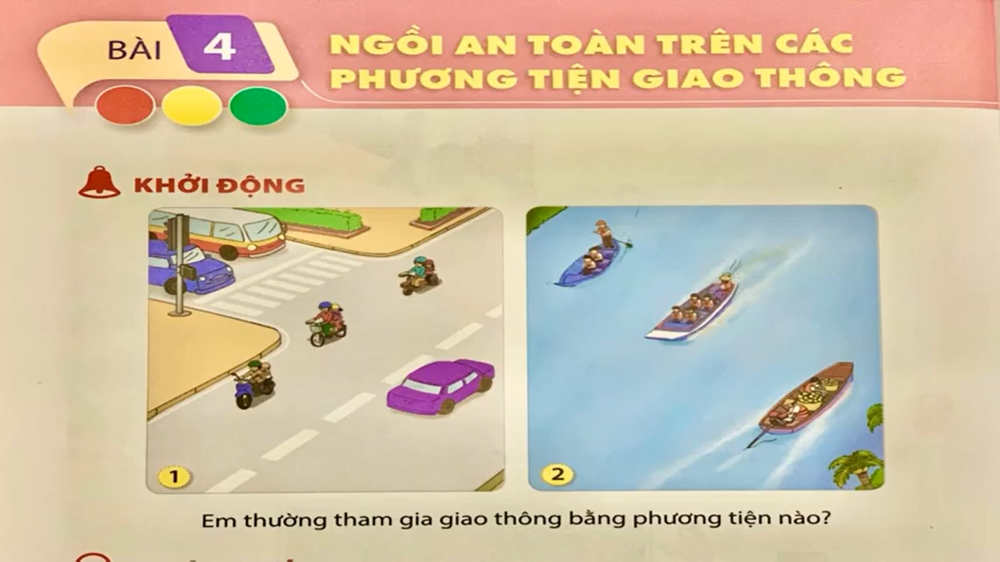 BÀI 4
NGỒI AN TOÀN TRÊN CÁC
PHƯƠNG TIỆN GIAO THÔNG
KHỞI ĐỘNG
1
2
Em thường tham gia giao thông bằng phương tiện nào?